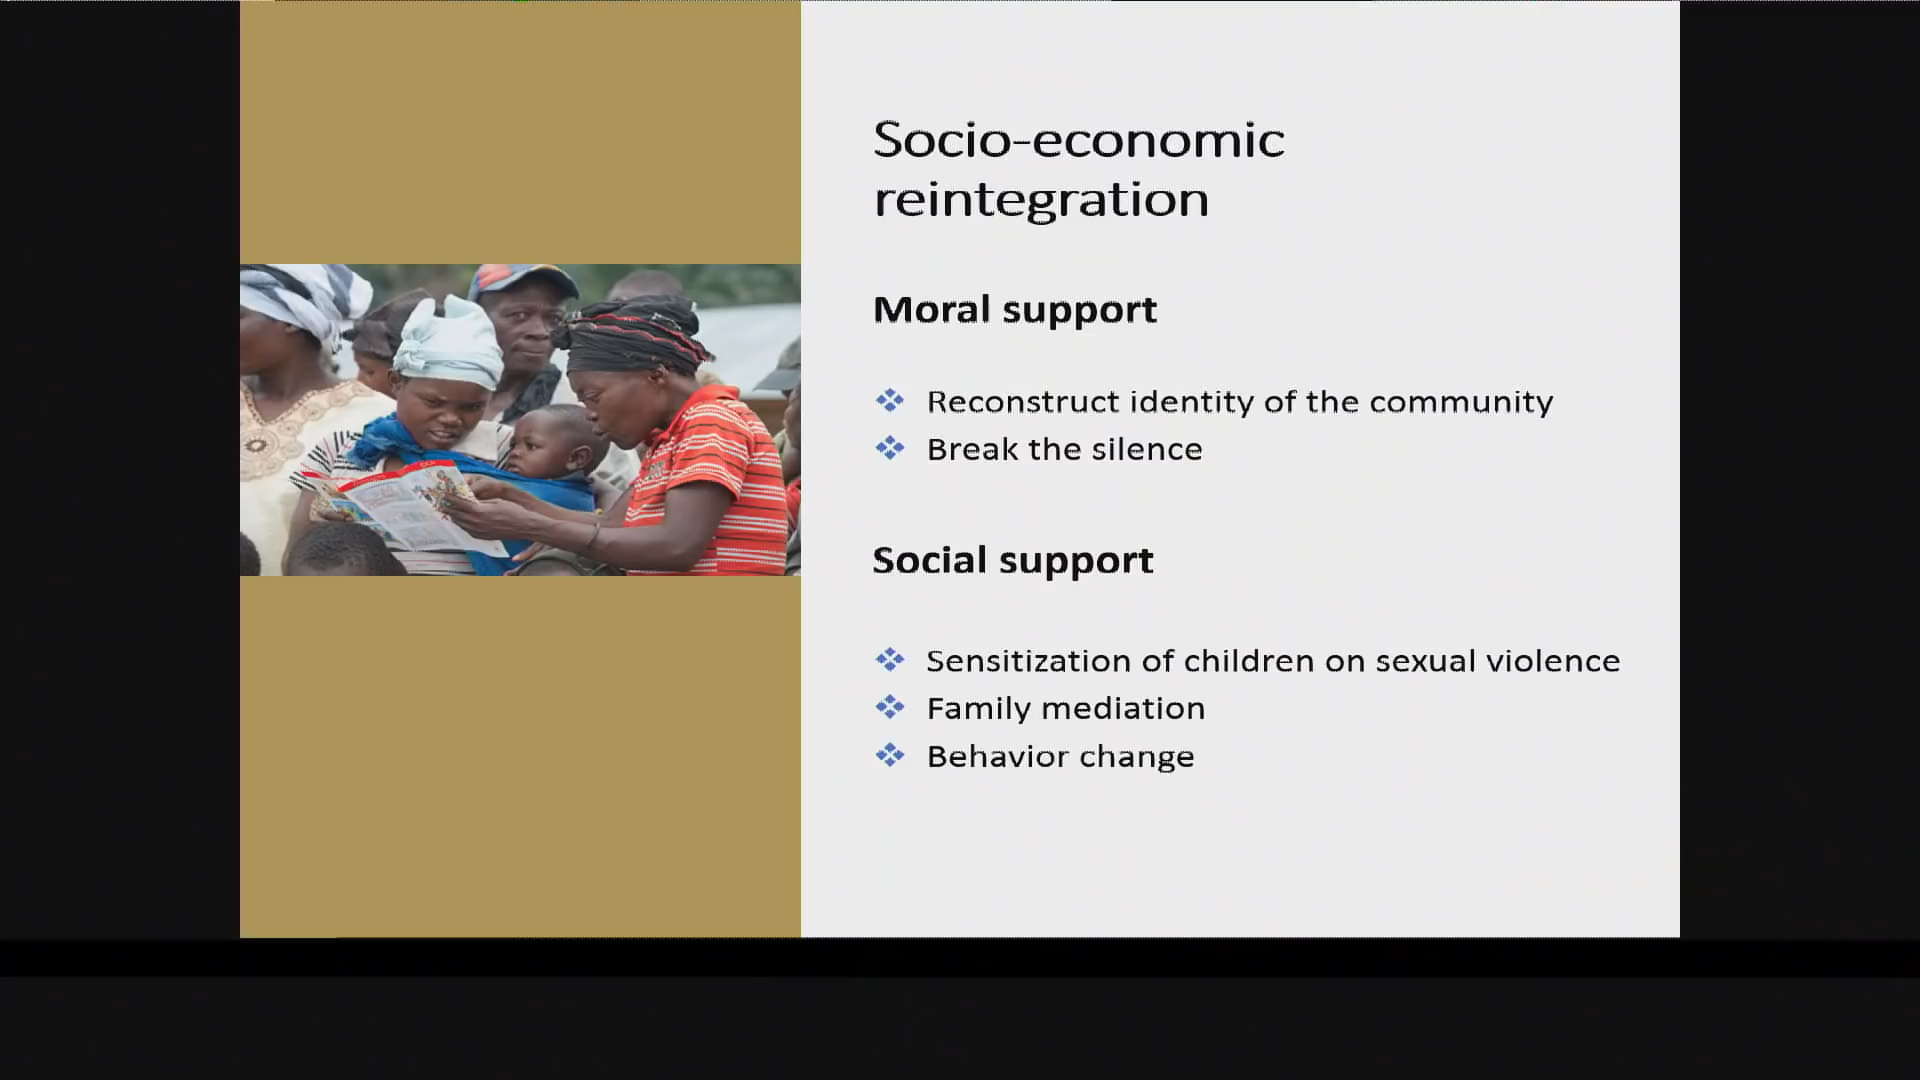 Socio-economic
reintegration
Moral support
❖ Reconstruct identity of the community
❖ Break the silence
Social support
❖ Sensitization of children on sexual violence
❖ Family mediation
❖ Behavior change